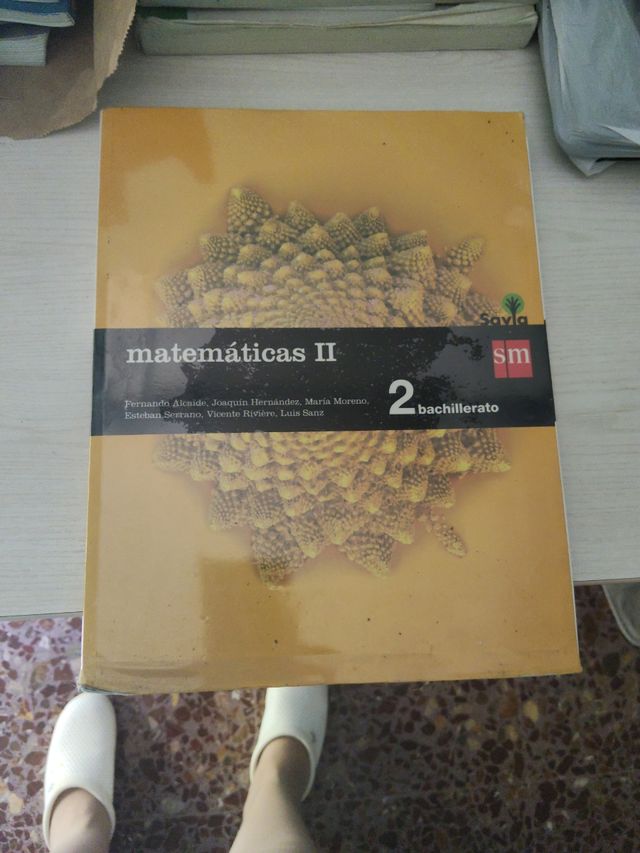 Savia
matemáticas II
sm
Fernando Alcaide, Joaquín Hernández, María Moreno,
Esteban Serrano, Vicente Rivière, Luis Sanz
2 bachillerato